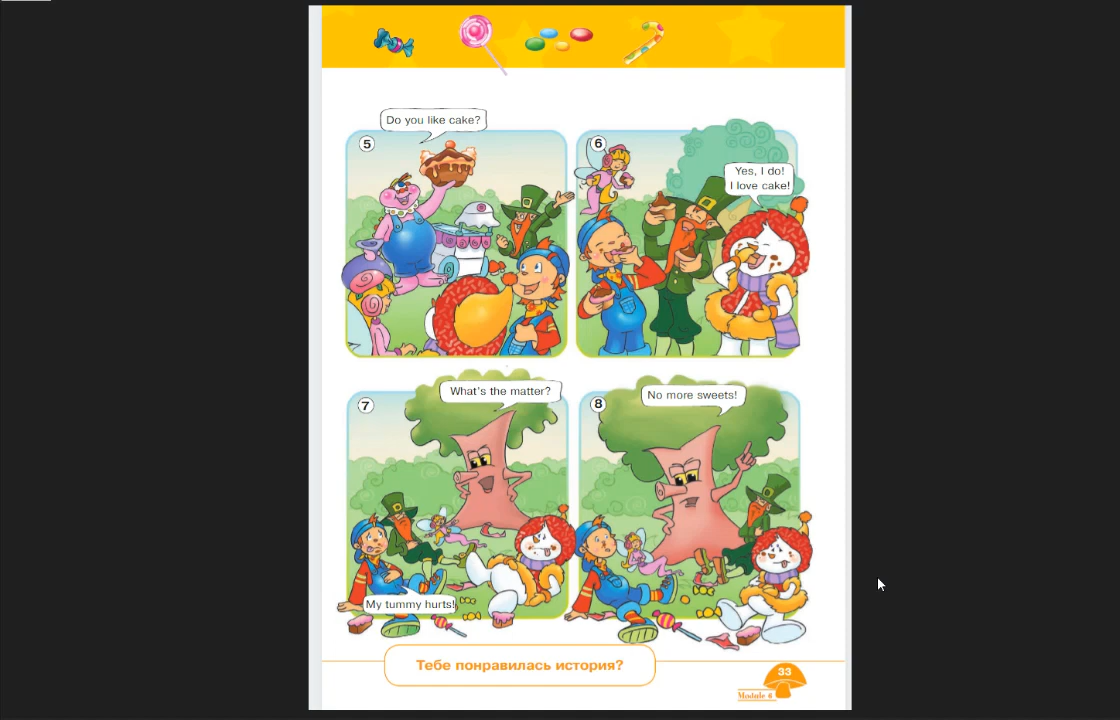 Do you like cake?
5
6
Yes, I do!
I love cake!
7
What's the matter?
My tummy hurts!
8
No more sweets!
Тебе понравилась история?
33
Module 6